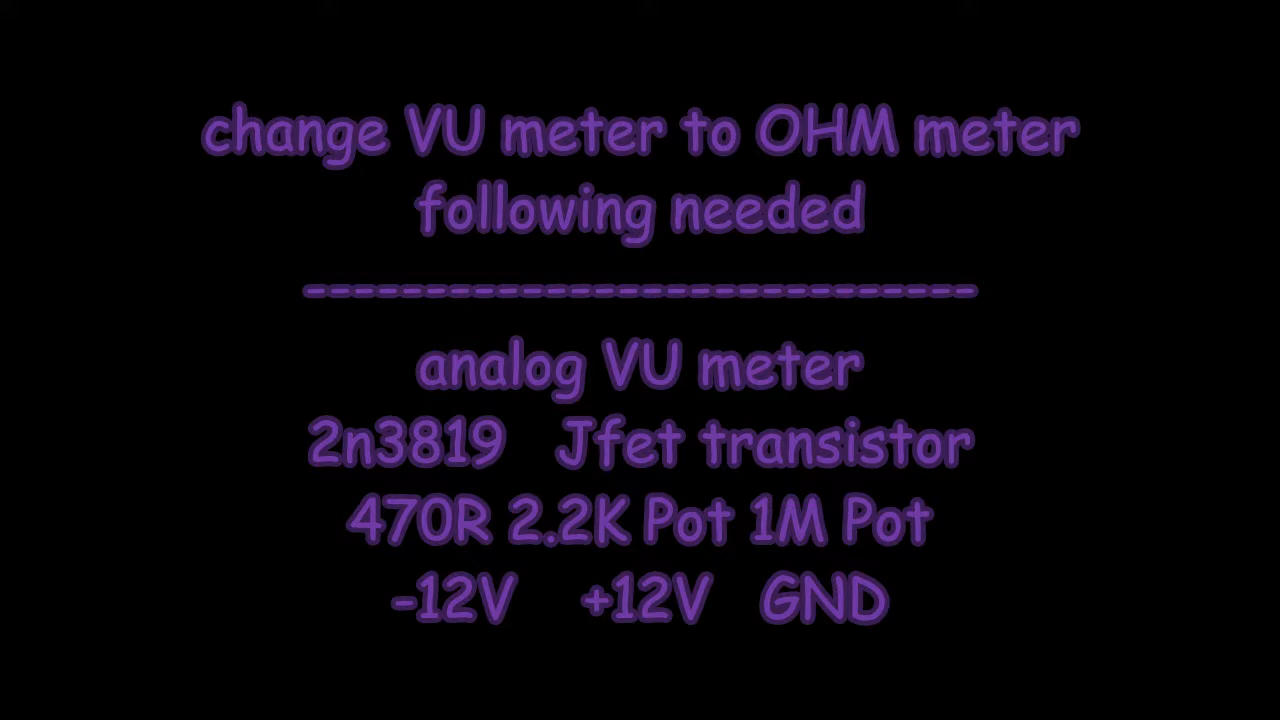 change VU meter to OHM meter
following needed
----------------------------
analog VU meter
2n3819 Jfet transistor
470R 2.2K Pot 1M Pot
-12V +12V GND